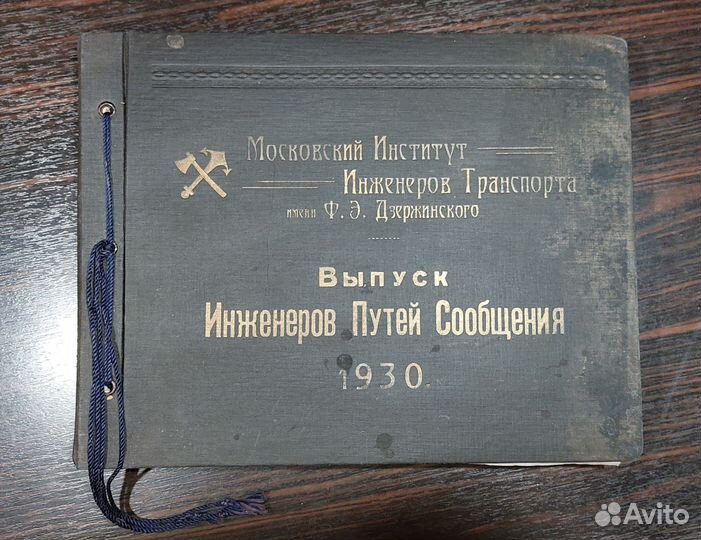 Московский Институт
Инженеров Транспорта
имени Ф. Э. Дзержинского
Выпуск
Инженеров Путей Сообщения
1930.
Avito